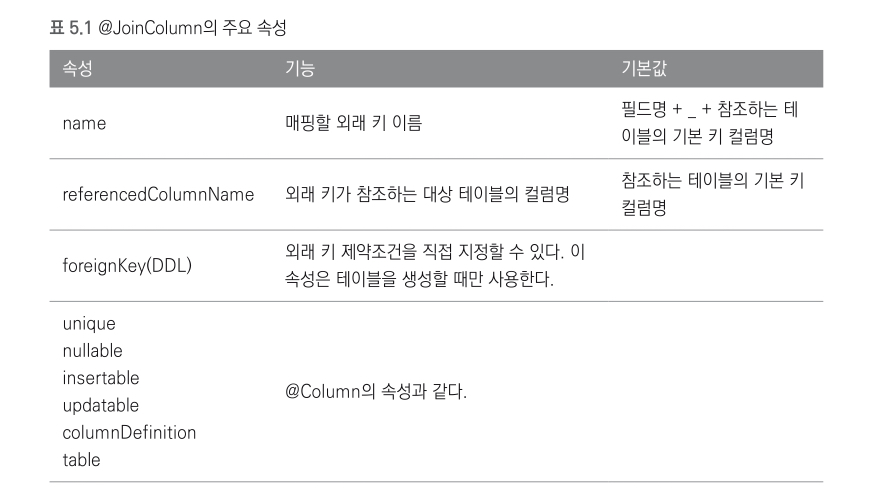 표 5.1 @JoinColumn의 주요 속성
속성 기능 기본값
name 매핑할 외래 키 이름 필드명 + _ + 참조하는 테
이블의 기본 키 컬럼명
referencedColumnName 외래 키가 참조하는 대상 테이블의 컬럼명 참조하는 테이블의 기본 키
컬럼명
foreignKey(DDL) 외래 키 제약조건을 직접 지정할 수 있다. 이
속성은 테이블을 생성할 때만 사용한다.
unique
nullable
insertable
updatable
columnDefinition
table
@Column의 속성과 같다.